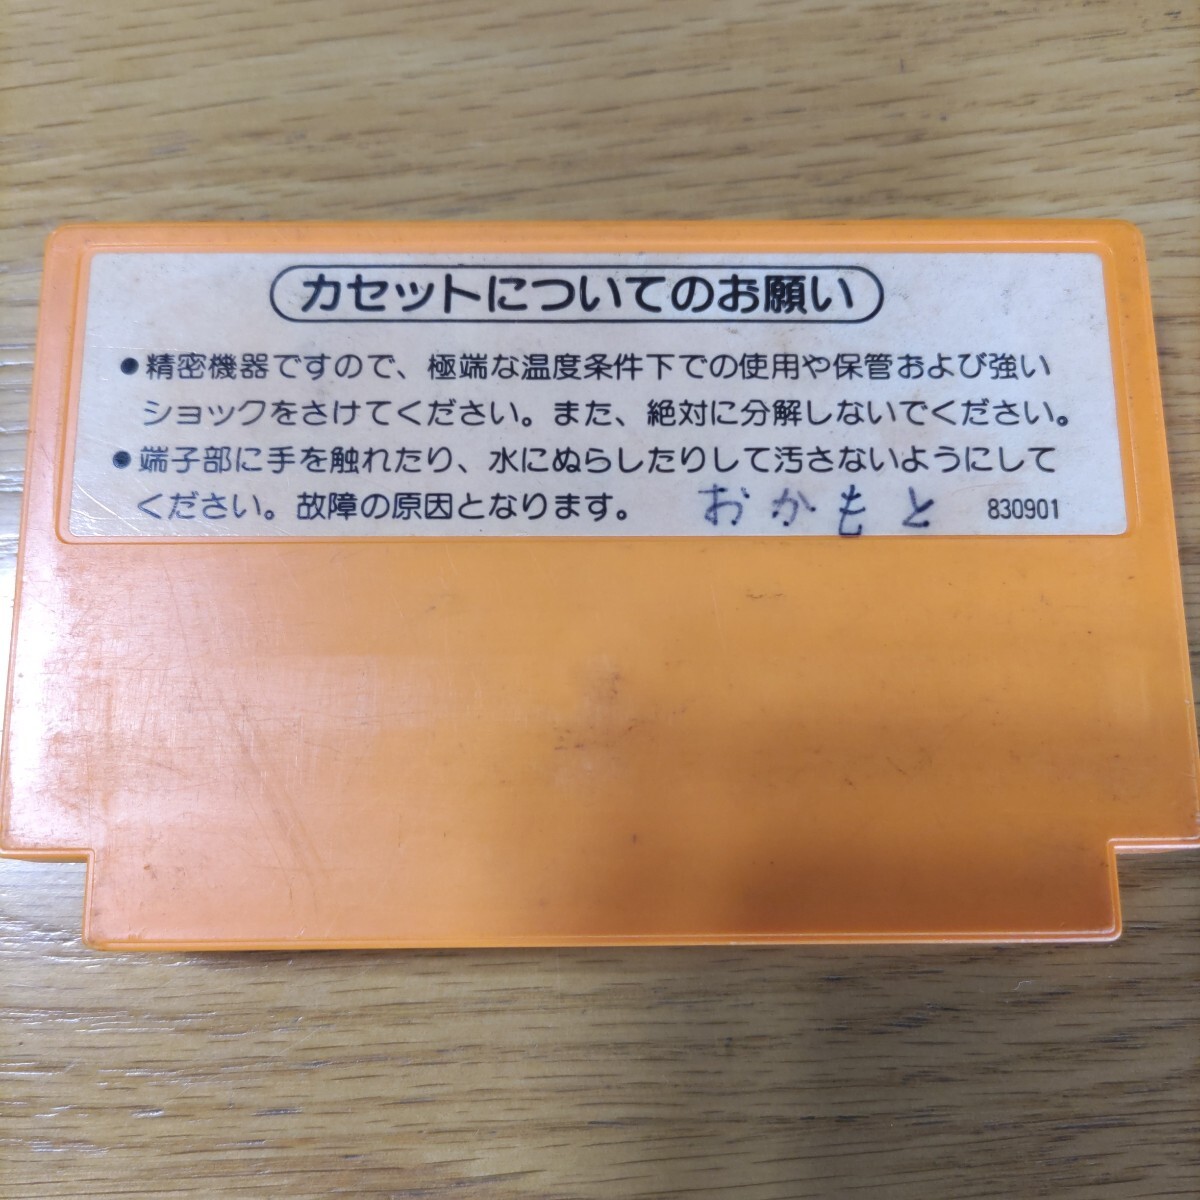 カセットについてのお願い
●精密機器ですので、極端な温度条件下での使用や保管および強い
ショックをさけてください。また、絶対に分解しないでください。
●端子部に手を触れたり、水にぬらしたりして汚さないようにして
ください。故障の原因となります。 おかもと 830901